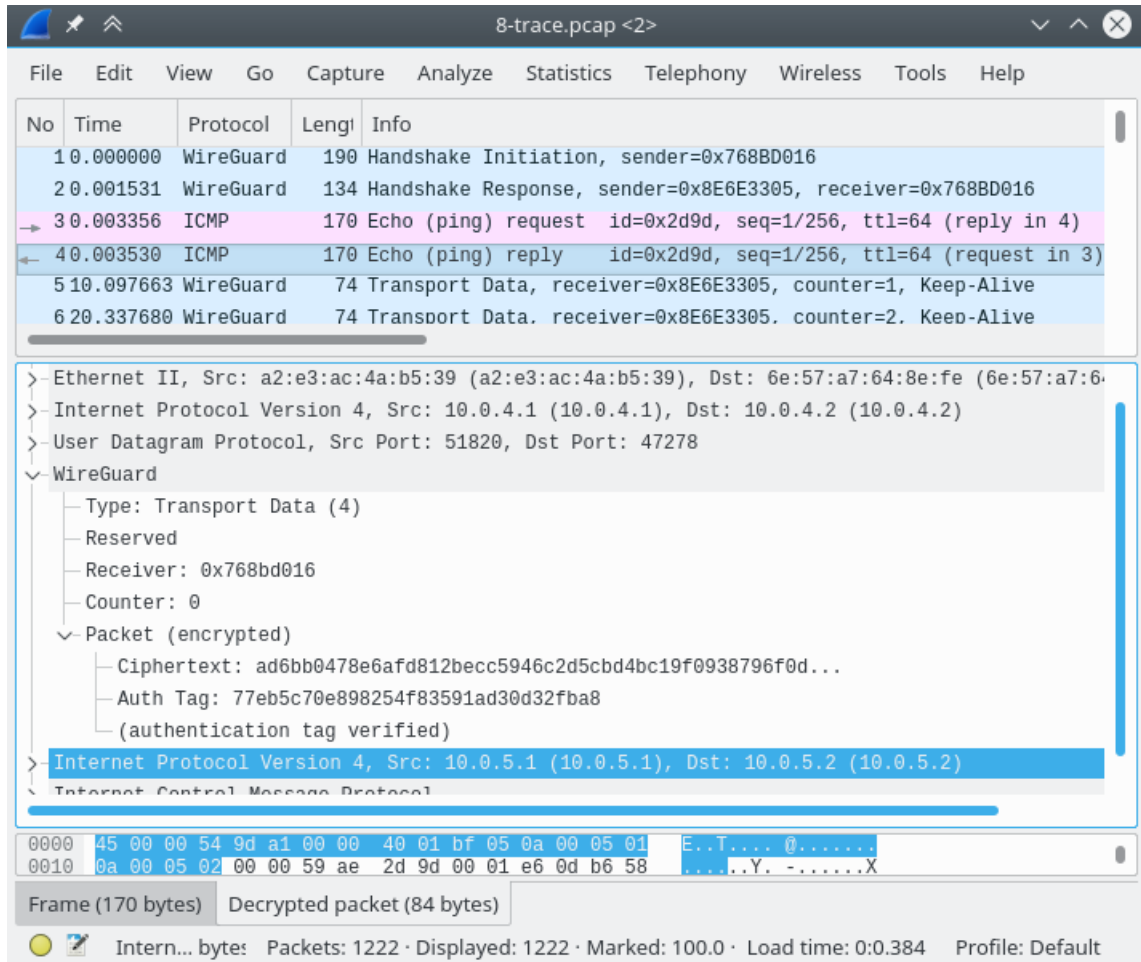 8-trace.pcap <2>
File Edit View Go Capture Analyze Statistics Telephony Wireless Tools Help
No Time Protocol Lengt Info
1 0.000000 WireGuard 190 Handshake Initiation, sender=0x768BD016
2 0.001531 WireGuard 134 Handshake Response, sender=0x8E6E3305, receiver=0x768BD016
3 0.003356 ICMP 170 Echo (ping) request id=0x2d9d, seq=1/256, ttl=64 (reply in 4)
4 0.003530 ICMP 170 Echo (ping) reply id=0x2d9d, seq=1/256, ttl=64 (request in 3)
5 10.097663 WireGuard 74 Transport Data, receiver=0x8E6E3305, counter=1, Keep-Alive
6 20.337680 WireGuard 74 Transport Data, receiver=0x8E6E3305, counter=2, Keep-Alive
Ethernet II, Src: a2:e3:ac:4a:b5:39 (a2:e3:ac:4a:b5:39), Dst: 6e:57:a7:64:8e:fe (6e:57:a7:64
Internet Protocol Version 4, Src: 10.0.4.1 (10.0.4.1), Dst: 10.0.4.2 (10.0.4.2)
User Datagram Protocol, Src Port: 51820, Dst Port: 47278
WireGuard
Type: Transport Data (4)
Reserved
Receiver: 0x768bd016
Counter: 0
Packet (encrypted)
Ciphertext: ad6bb0478e6afd812becc5946c2d5cbd4bc19f0938796f0d...
Auth Tag: 77eb5c70e898254f83591ad30d32fba8
(authentication tag verified)
Internet Protocol Version 4, Src: 10.0.5.1 (10.0.5.1), Dst: 10.0.5.2 (10.0.5.2)
Internet Control Message Protocol
0000 45 00 00 54 9d a1 00 00 40 01 bf 05 0a 00 05 01 E..T.... @.......
0010 0a 00 05 02 00 00 59 ae 2d 9d 00 01 e6 0d b6 58 ......Y. -......X
Frame (170 bytes) Decrypted packet (84 bytes)
Intern... bytes Packets: 1222 · Displayed: 1222 · Marked: 100.0 · Load time: 0:0.384 Profile: Default